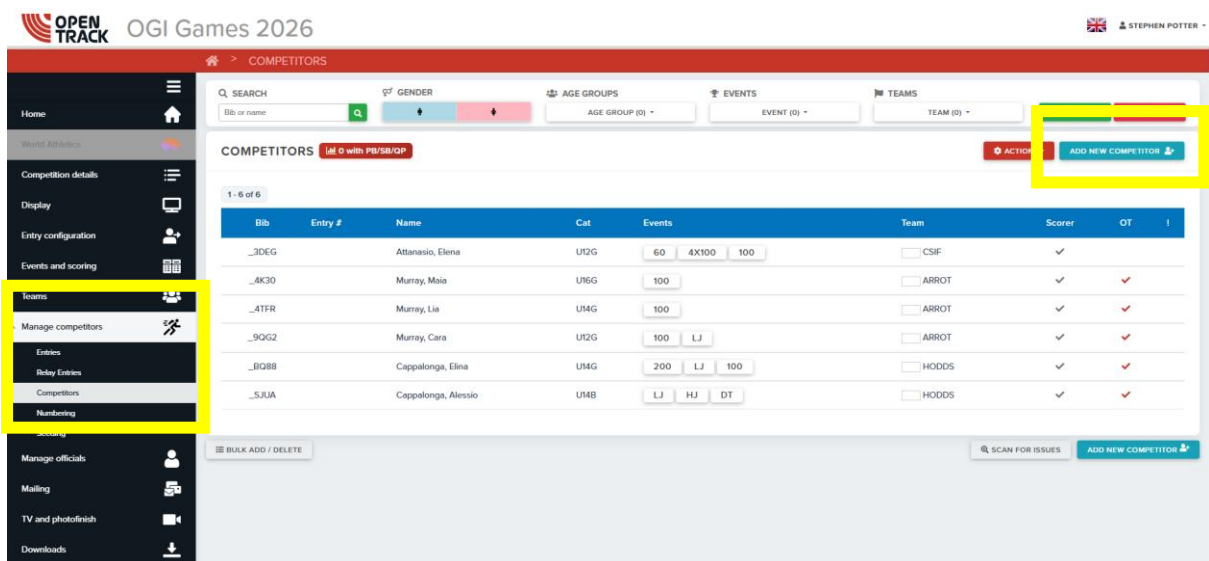 OPEN TRACK OGI Games 2026 STEPHEN POTTER
> COMPETITORS
SEARCH GENDER AGE GROUPS EVENTS TEAMS
Bib or name AGE GROUP (0) EVENT (0) TEAM (0)
Home
World Athletics
Competition details
Display
Entry configuration
Events and scoring
Teams
Manage competitors
Entries
Relay Entries
Competitors
Numbering
Seeding
Manage officials
Mailing
TV and photofinish
Downloads
COMPETITORS 0 with PB/SB/QP ACTION ADD NEW COMPETITOR
1 - 6 of 6
Bib Entry # Name Cat Events Team Scorer OT !
_3DEG Attanasio, Elena U12G 60 4X100 100 CSIF
_4K30 Murray, Maia U16G 100 ARROT
_4TFR Murray, Lia U14G 100 ARROT
_9QG2 Murray, Cara U12G 100 LJ ARROT
_BQ88 Cappalonga, Elina U14G 200 LJ 100 HODDS
_SJUA Cappalonga, Alessio U14B LJ HJ DT HODDS
BULK ADD / DELETE SCAN FOR ISSUES ADD NEW COMPETITOR